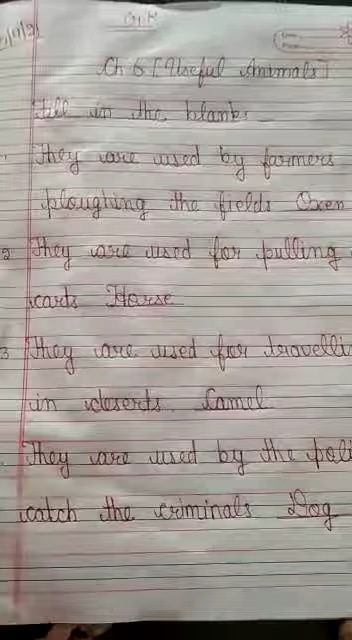 G.K
Ch 6 [Useful Animals]
Fill in the blanks
They are used by farmers
ploughing the fields Oxen
2 They are used for pulling
carts Horse
3 They are used for travelli
in deserts. Camel
They are used by the poli
catch the criminals Dog